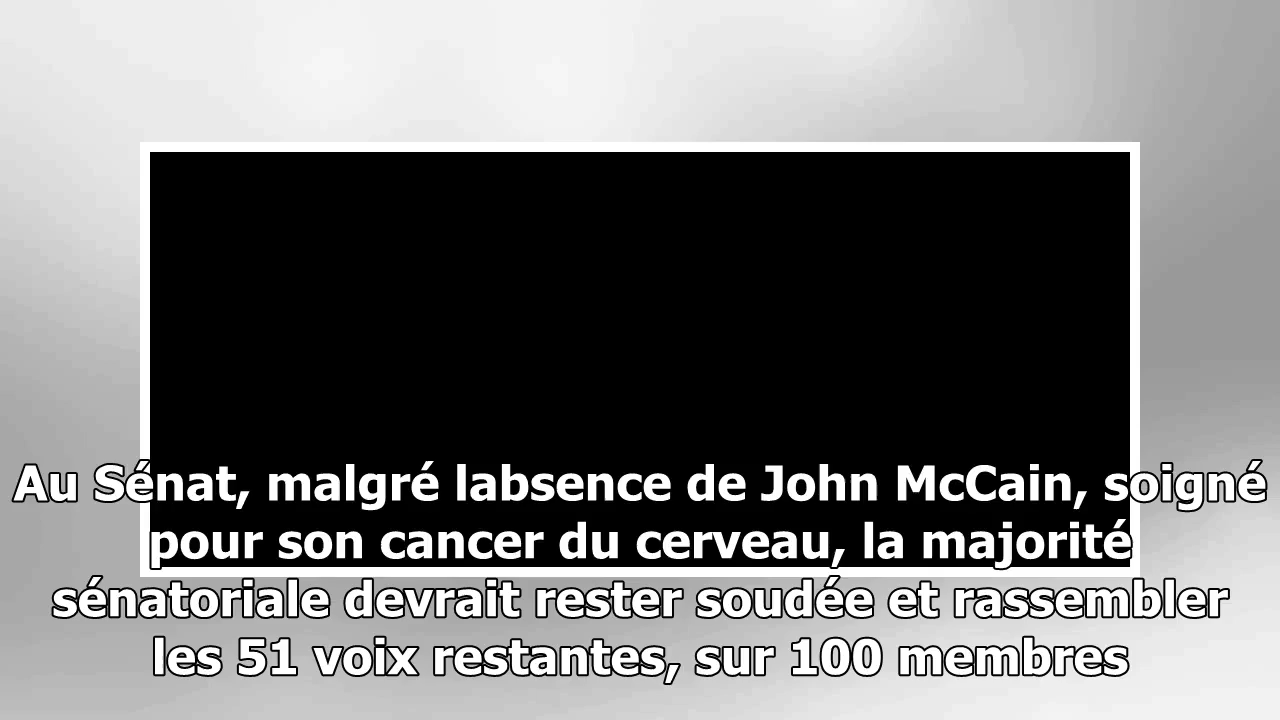 Au Sénat, malgré labsence de John McCain, soigné
pour son cancer du cerveau, la majorité
sénatoriale devrait rester soudée et rassembler
les 51 voix restantes, sur 100 membres